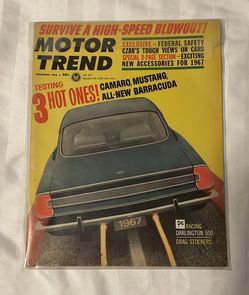 SURVIVE A HIGH-SPEED BLOWOUT!
MOTOR TREND
EXCLUSIVE - FEDERAL SAFETY
CZAR'S TOUGH VIEWS ON CARS
SPECIAL 8-PAGE SECTION - EXCITING
NEW ACCESSORIES FOR 1967
50c
TESTING
3 HOT ONES!
CAMARO, MUSTANG,
ALL-NEW BARRACUDA
1967
RACING
DARLINGTON 500
DRAG STOCKERS